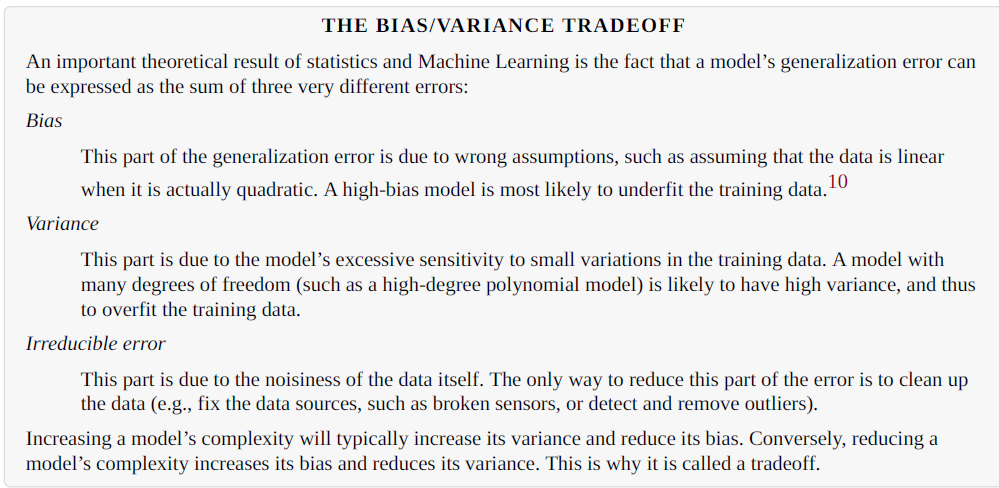 THE BIAS/VARIANCE TRADEOFF
An important theoretical result of statistics and Machine Learning is the fact that a model’s generalization error can
be expressed as the sum of three very different errors:
Bias
This part of the generalization error is due to wrong assumptions, such as assuming that the data is linear
when it is actually quadratic. A high-bias model is most likely to underfit the training data.10
Variance
This part is due to the model’s excessive sensitivity to small variations in the training data. A model with
many degrees of freedom (such as a high-degree polynomial model) is likely to have high variance, and thus
to overfit the training data.
Irreducible error
This part is due to the noisiness of the data itself. The only way to reduce this part of the error is to clean up
the data (e.g., fix the data sources, such as broken sensors, or detect and remove outliers).
Increasing a model’s complexity will typically increase its variance and reduce its bias. Conversely, reducing a
model’s complexity increases its bias and reduces its variance. This is why it is called a tradeoff.